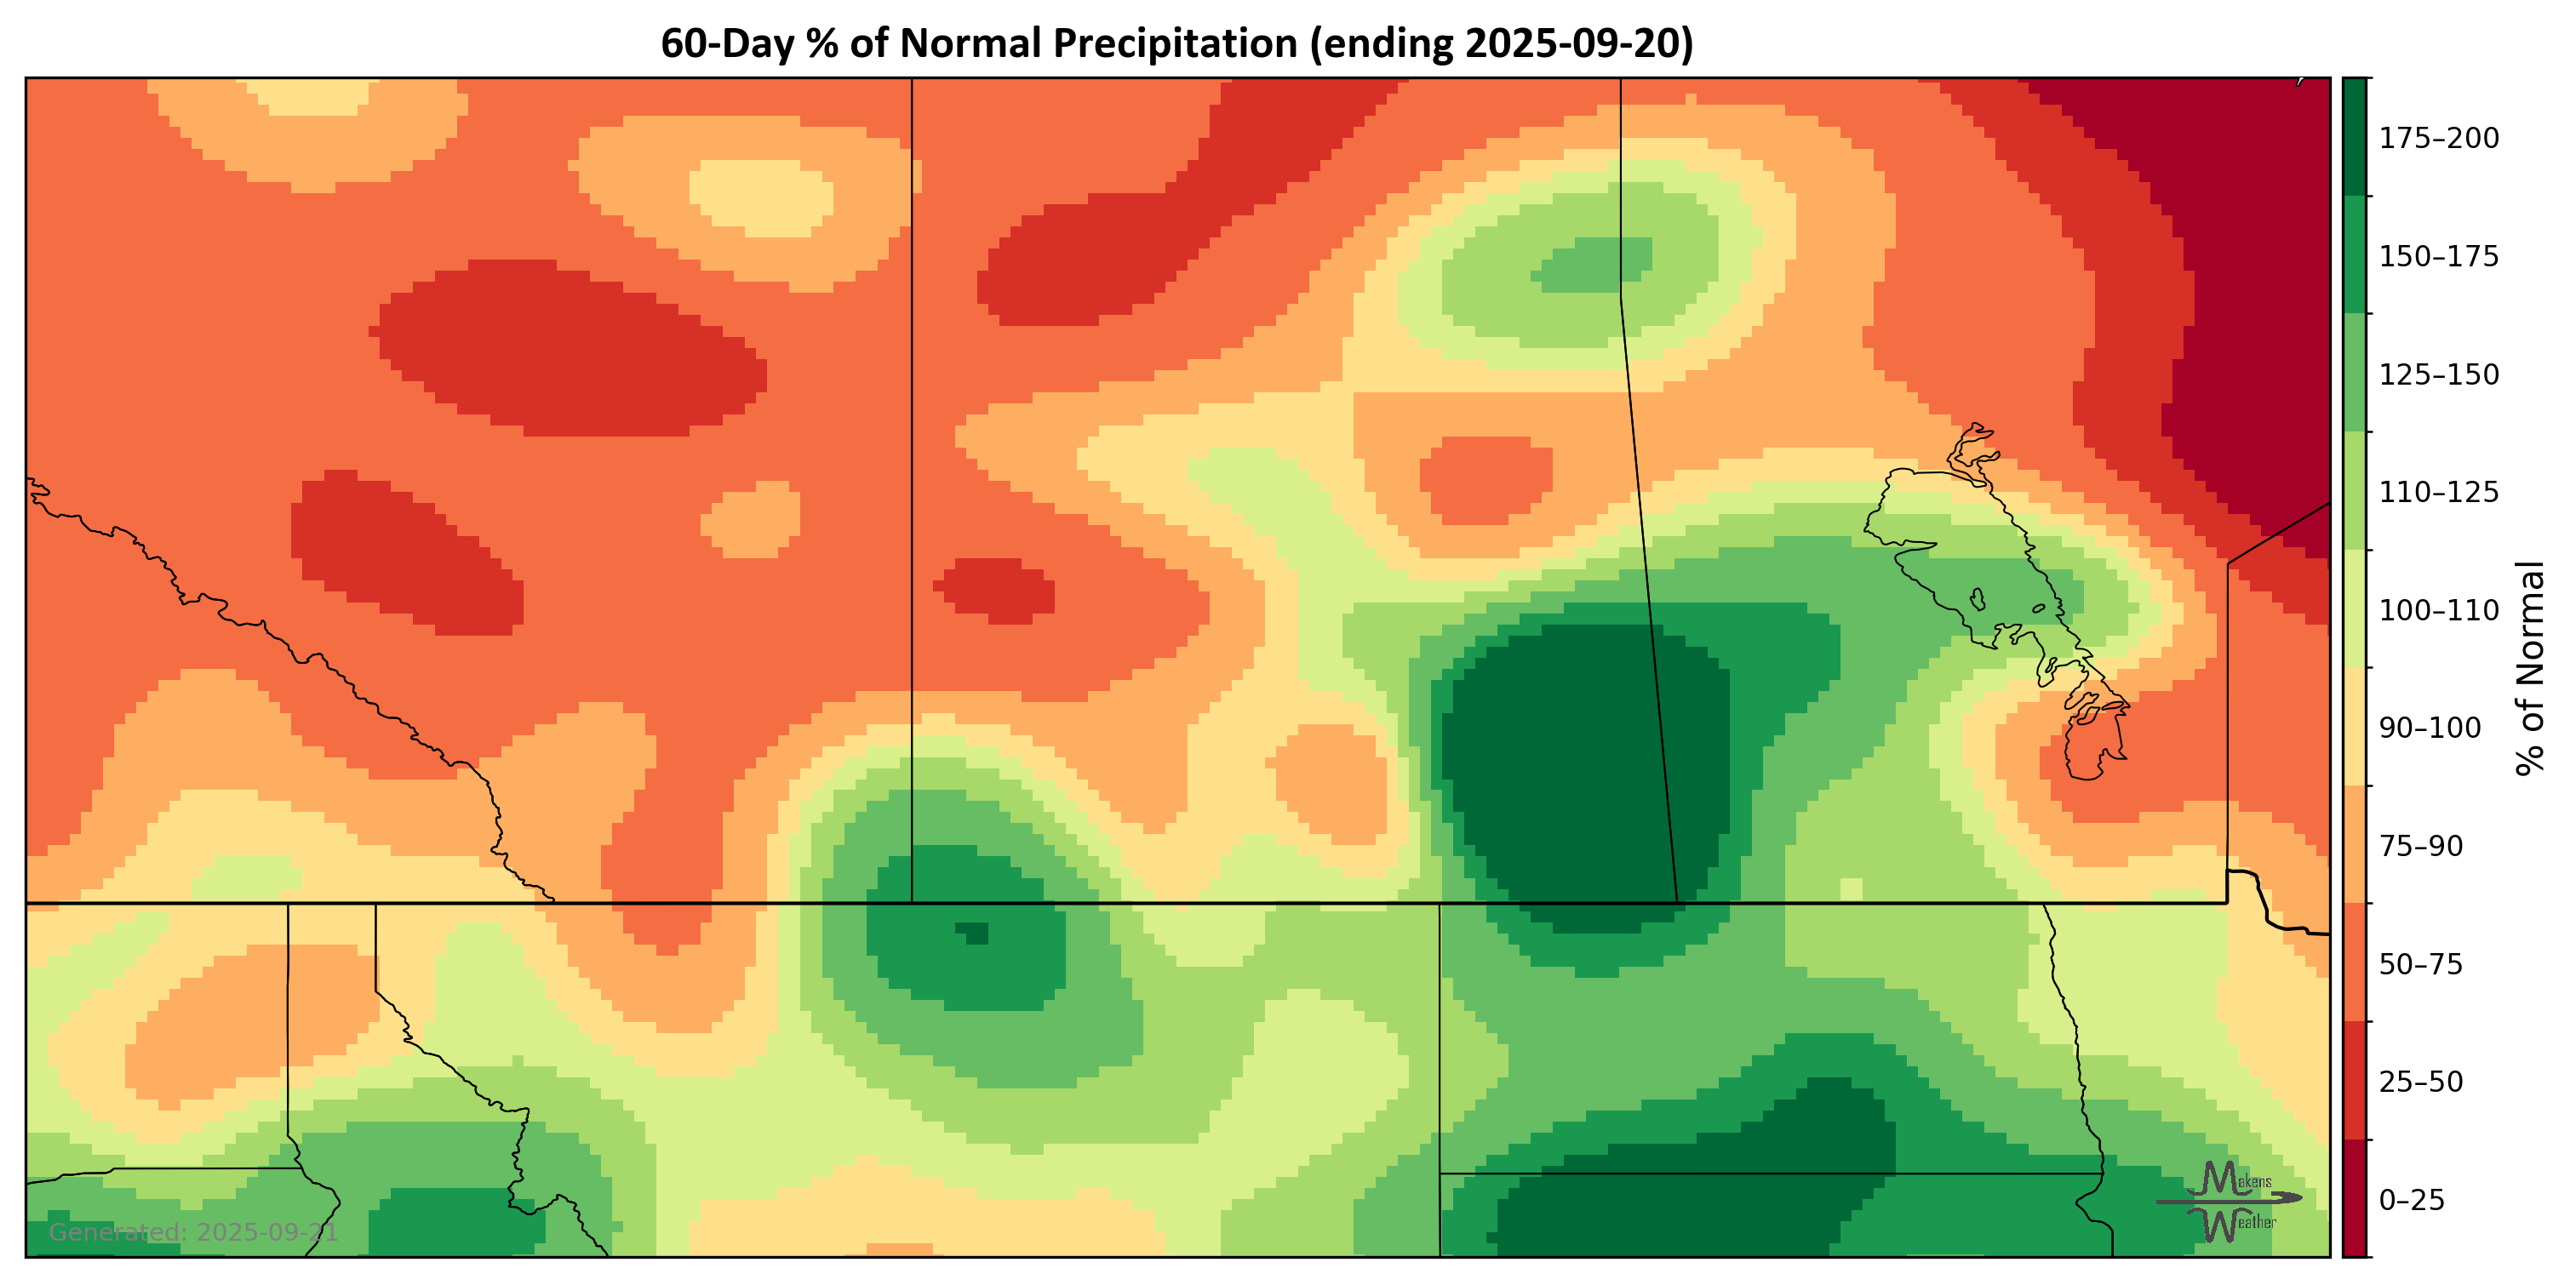 60-Day % of Normal Precipitation (ending 2025-09-20)
175–200
150–175
125–150
110–125
100–110
90–100
75–90
50–75
25–50
0–25
% of Normal
Generated: 2025-09-21
Makens
Weather